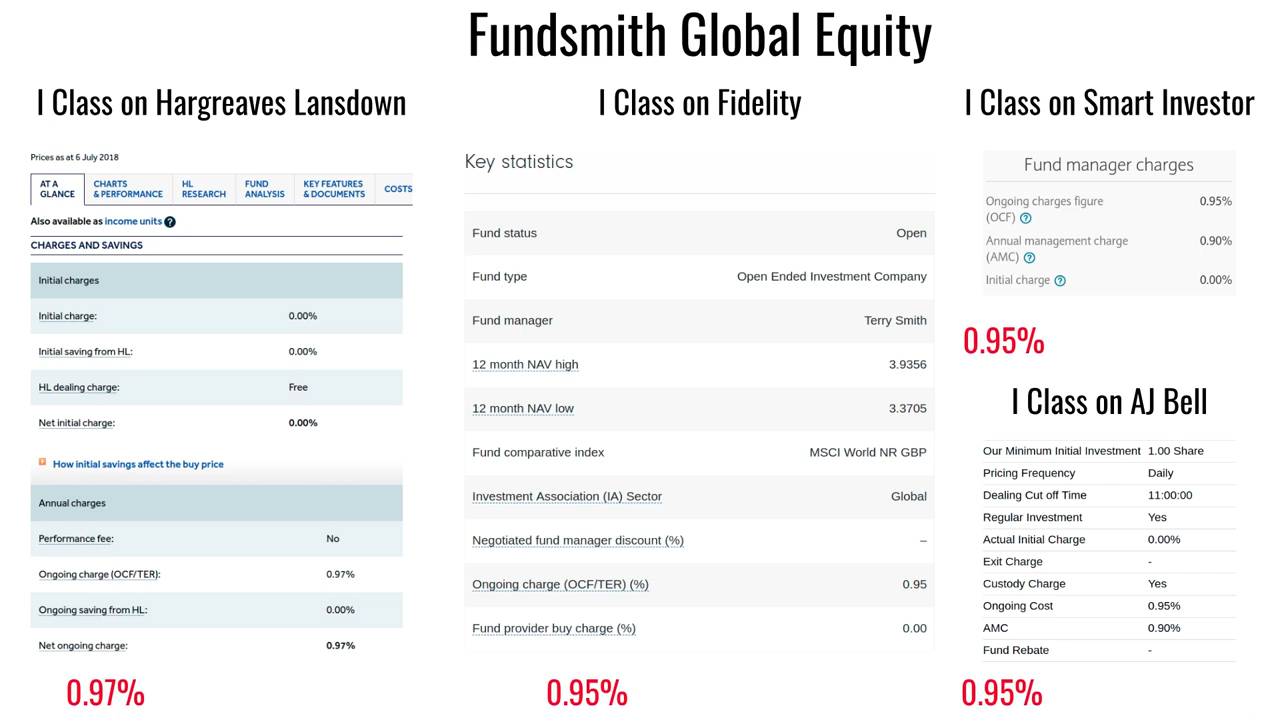 Fundsmith Global Equity
I Class on Hargreaves Lansdown
Prices as at 6 July 2018
AT A GLANCE
CHARTS & PERFORMANCE
HL RESEARCH
FUND ANALYSIS
KEY FEATURES & DOCUMENTS
COSTS
Also available as income units ?
CHARGES AND SAVINGS
Initial charges
Initial charge: 0.00%
Initial saving from HL: 0.00%
HL dealing charge: Free
Net initial charge: 0.00%
How initial savings affect the buy price
Annual charges
Performance fee: No
Ongoing charge (OCF/TER): 0.97%
Ongoing saving from HL: 0.00%
Net ongoing charge: 0.97%
0.97%
I Class on Fidelity
Key statistics
Fund status Open
Fund type Open Ended Investment Company
Fund manager Terry Smith
12 month NAV high 3.9356
12 month NAV low 3.3705
Fund comparative index MSCI World NR GBP
Investment Association (IA) Sector Global
Negotiated fund manager discount (%) –
Ongoing charge (OCF/TER) (%) 0.95
Fund provider buy charge (%) 0.00
0.95%
I Class on Smart Investor
Fund manager charges
Ongoing charges figure 0.95%
(OCF) ?
Annual management charge 0.90%
(AMC) ?
Initial charge ? 0.00%
0.95%
I Class on AJ Bell
Our Minimum Initial Investment 1.00 Share
Pricing Frequency Daily
Dealing Cut off Time 11:00:00
Regular Investment Yes
Actual Initial Charge 0.00%
Exit Charge -
Custody Charge Yes
Ongoing Cost 0.95%
AMC 0.90%
Fund Rebate -
0.95%